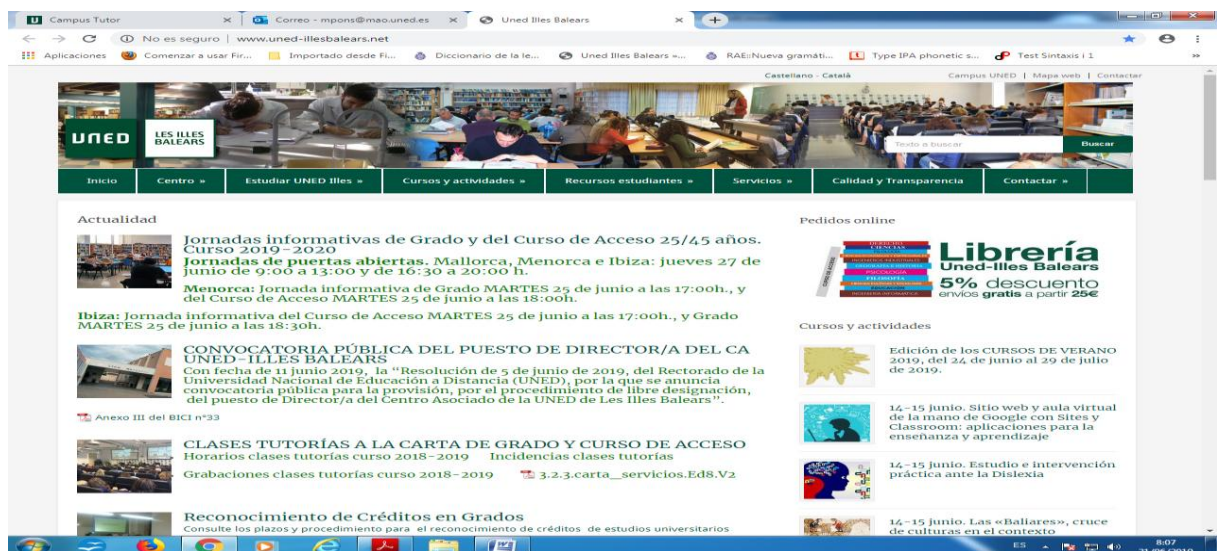 Campus Tutor
Correo - mpons@mao.uned.es
Uned Illes Balears
No es seguro | www.uned-illesbalears.net
Aplicaciones
Comenzar a usar Fir...
Importado desde Fi...
Diccionario de la le...
Uned Illes Balears »...
RAE::Nueva gramáti...
Type IPA phonetic s...
Test Sintaxis i 1
Castellano - Català
Campus UNED | Mapa web | Contactar
UNED
LES ILLES
BALEARS
Texto a buscar
Buscar
Inicio
Centro »
Estudiar UNED Illes »
Cursos y actividades »
Recursos estudiantes »
Servicios »
Calidad y Transparencia
Contactar »
Actualidad
Jornadas informativas de Grado y del Curso de Acceso 25/45 años.
Curso 2019-2020
Jornadas de puertas abiertas. Mallorca, Menorca e Ibiza: jueves 27 de
junio de 9:00 a 13:00 y de 16:30 a 20:00 h.
Menorca: Jornada informativa de Grado MARTES 25 de junio a las 17:00h., y
del Curso de Acceso MARTES 25 de junio a las 18:00h.
Ibiza: Jornada informativa del Curso de Acceso MARTES 25 de junio a las 17:00h., y Grado
MARTES 25 de junio a las 18:30h.
CONVOCATORIA PÚBLICA DEL PUESTO DE DIRECTOR/A DEL CA
UNED-ILLES BALEARS
Con fecha de 11 junio 2019, la “Resolución de 5 de junio de 2019, del Rectorado de la
Universidad Nacional de Educación a Distancia (UNED), por la que se anuncia
convocatoria pública para la provisión, por el procedimiento de libre designación,
del puesto de Director/a del Centro Asociado de la UNED de Les Illes Balears”.
Anexo III del BICI nº33
CLASES TUTORÍAS A LA CARTA DE GRADO Y CURSO DE ACCESO
Horarios clases tutorías curso 2018-2019 Incidencias clases tutorías
Grabaciones clases tutorías curso 2018-2019 3.2.3.carta_servicios.Ed8.V2
Reconocimiento de Créditos en Grados
Consulte los plazos y procedimiento para el reconocimiento de créditos de estudios universitarios
Pedidos online
DERECHO
CIENCIAS
PSICOLOGÍA
FILOSOFÍA
Librería
Uned-Illes Balears
5% descuento
envíos gratis a partir 25€
Cursos y actividades
Edición de los CURSOS DE VERANO
2019, del 24 de junio al 29 de julio
de 2019.
14-15 junio. Sitio web y aula virtual
de la mano de Google con Sites y
Classroom: aplicaciones para la
enseñanza y aprendizaje
14-15 junio. Estudio e intervención
práctica ante la Dislexia
14-15 junio. Las «Baliares», cruce
de culturas en el contexto
ES
8:07
21/06/2019